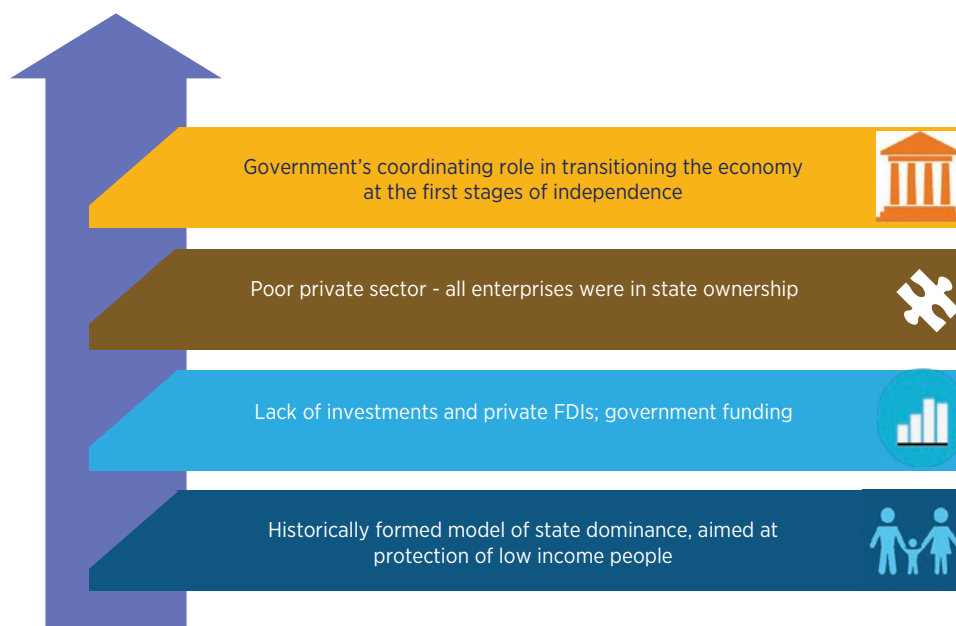 Government’s coordinating role in transitioning the economy
at the first stages of independence
Poor private sector - all enterprises were in state ownership
Lack of investments and private FDIs; government funding
Historically formed model of state dominance, aimed at
protection of low income people